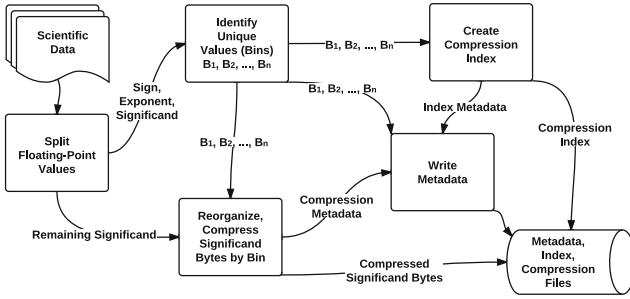 Scientific
Data
Identify
Unique
Values (Bins)
B1, B2, ..., Bn
B1, B2, ..., Bn
Create
Compression
Index
Sign,
Exponent,
Significand
B1, B2, ..., Bn
Index Metadata
Compression
Index
Split
Floating-Point
Values
B1, B2, ..., Bn
Write
Metadata
Remaining Significand
Reorganize,
Compress
Significand
Bytes by Bin
Compression
Metadata
Compressed
Significand Bytes
Metadata,
Index,
Compression
Files